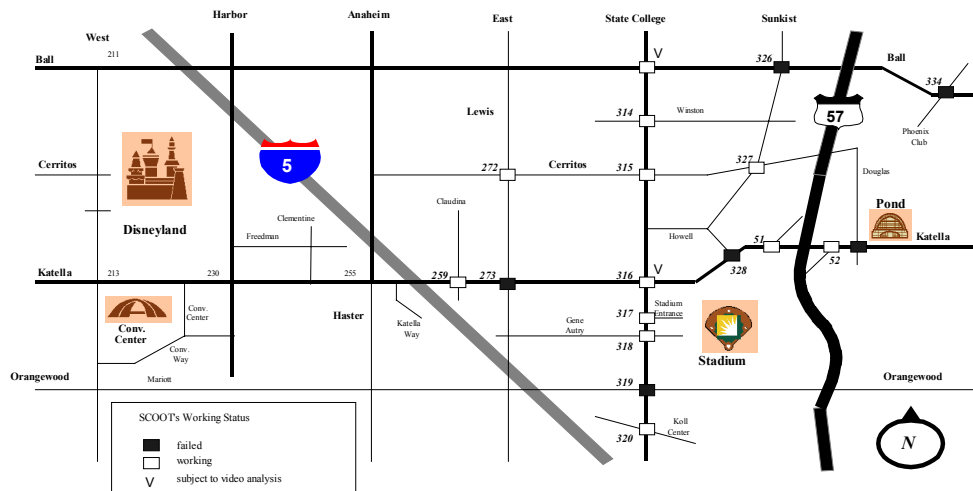 Harbor
Anaheim
East
State College
Sunkist
West
211
Ball
V
326
Ball
334
Lewis
314
Winston
57
Phoenix
Club
5
Cerritos
272
Cerritos
315
327
Douglas
Claudina
Pond
Disneyland
Clementine
Freedman
Howell
51
52
Katella
Katella
213
230
255
259
273
316
V
328
Conv.
Center
Conv.
Center
Conv.
Way
Haster
Katella
Way
Gene
Autry
317
Stadium
Entrance
318
Stadium
Orangewood
Mariott
319
Orangewood
320
Koll
Center
SCOOT's Working Status
failed
working
V subject to video analysis
N